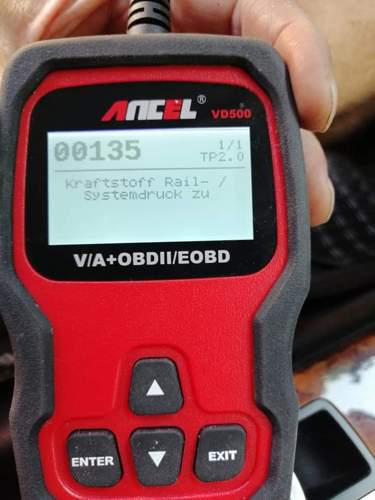 ANCEL® VD500
00135 1/1
TP2.0
Kraftstoff Rail- /
Systemdruck zu
V/A+OBDII/EOBD
ENTER EXIT